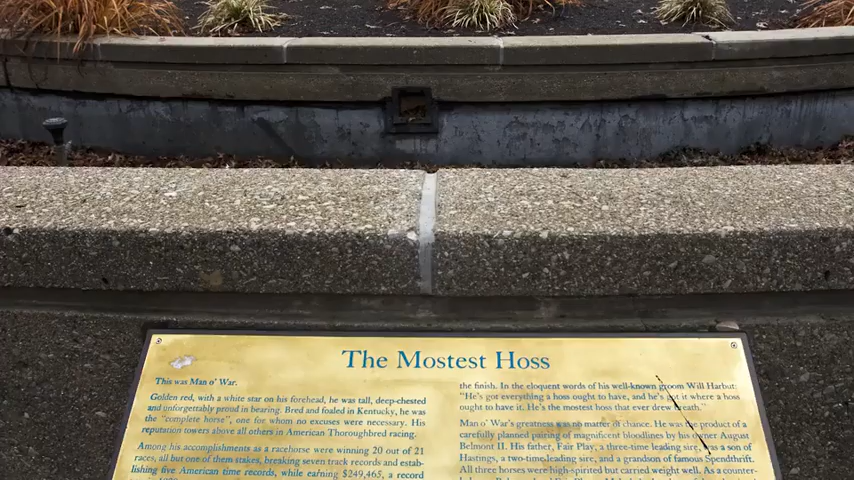 The Mostest Hoss
This was Man o' War.
Golden red, with a white star on his forehead, he was tall, deep-chested
and unforgettably proud in bearing. Bred and foaled in Kentucky, he was
the "complete horse", one for whom no excuses were necessary. His
reputation towers above all others in American Thoroughbred racing.
Among his accomplishments as a racehorse were winning 20 out of 21
races, all but one of them stakes, breaking seven track records and estab-
lishing five American time records, while earning $249,465, a record
the finish. In the eloquent words of his well-known groom Will Harbut:
"He's got everything a hoss ought to have, and he's got it where a hoss
ought to have it. He's the mostest hoss that ever drew breath."
Man o' War's greatness was no matter of chance. He was the product of a
carefully planned pairing of magnificent bloodlines by his owner August
Belmont II. His father, Fair Play, a three-time leading sire, was a son of
Hastings, a two-time leading sire, and a grandson of famous Spendthrift.
All three horses were high-spirited but carried weight well. As a counter-